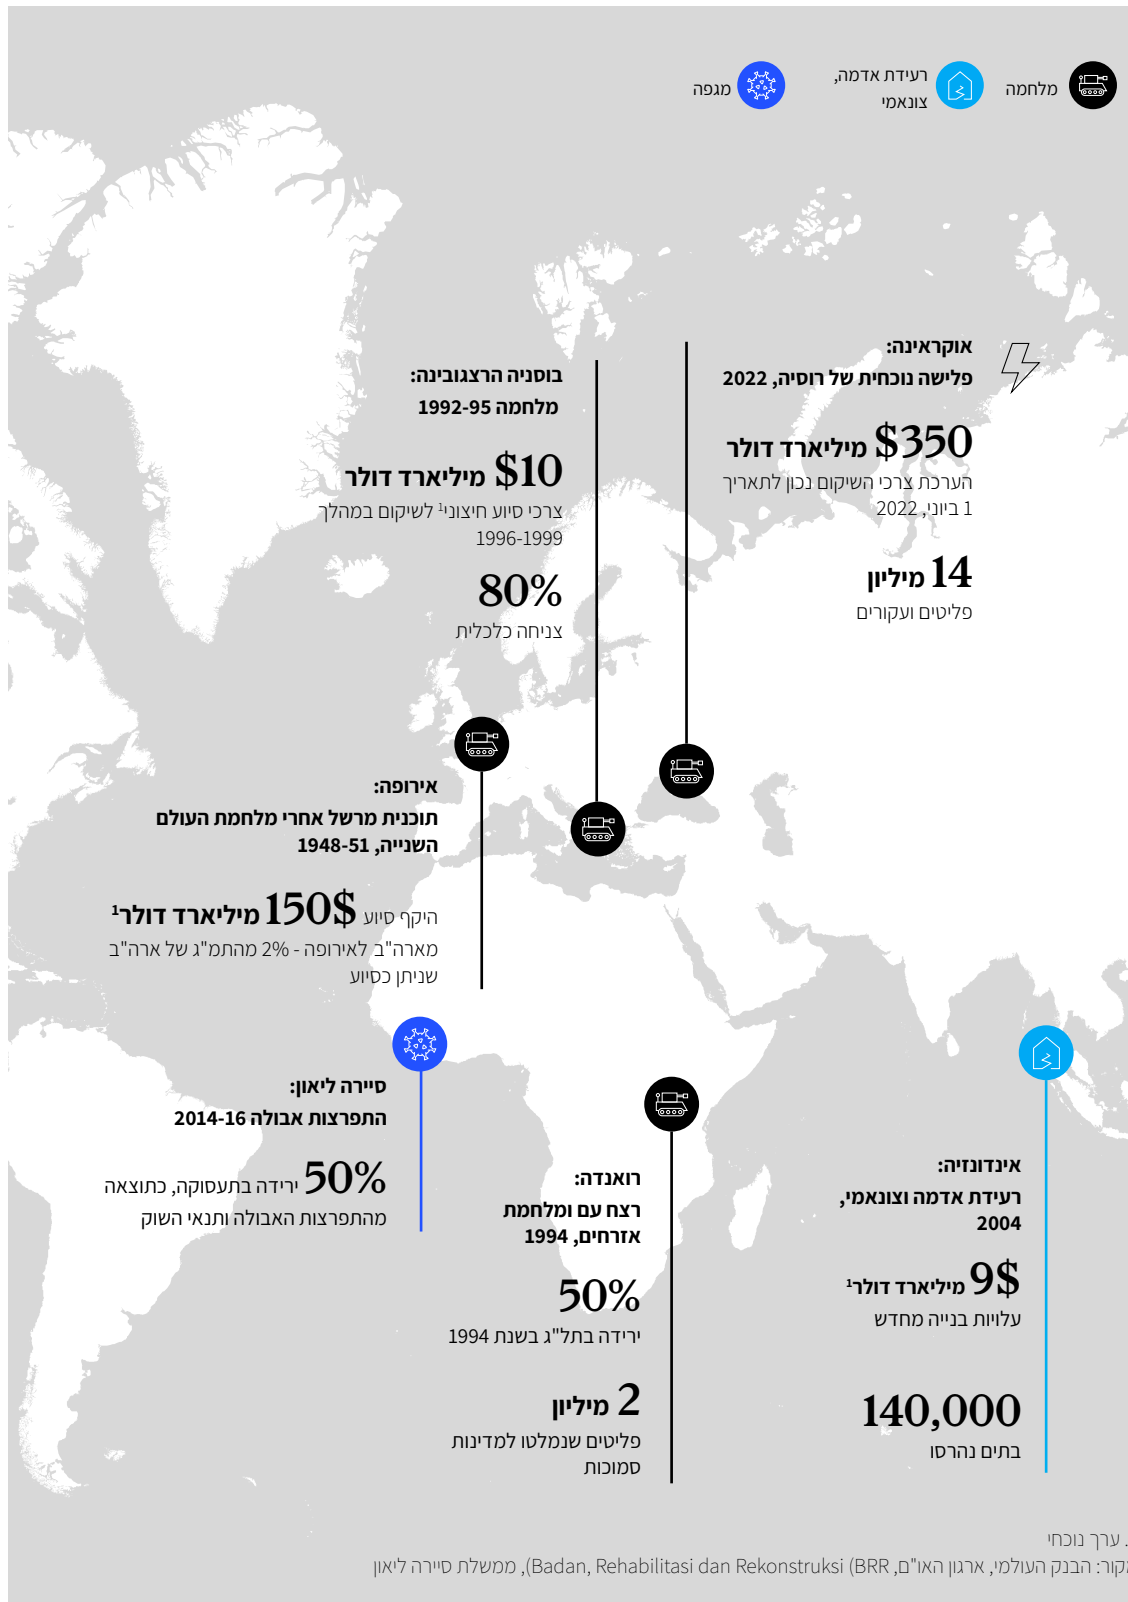 מלחמה
רעידת אדמה,
צונאמי
מגפה
אוקראינה:
פלישה נוכחית של רוסיה, 2022
$350 מיליארד דולר
הערכת צרכי השיקום נכון לתאריך
1 ביוני, 2022
14 מיליון
פליטים ועקורים
בוסניה הרצגובינה:
מלחמה 1992-95
$10 מיליארד דולר
צרכי סיוע חיצוני¹ לשיקום במהלך
1996-1999
80%
צניחה כלכלית
אירופה:
תוכנית מרשל אחרי מלחמת העולם
השנייה, 1948-51
היקף סיוע 150$ מיליארד דולר¹
מארה"ב לאירופה - 2% מהתמ"ג של ארה"ב
שניתן כסיוע
סיירה ליאון:
התפרצות אבולה 2014-16
50% ירידה בתעסוקה, כתוצאה
מהתפרצות האבולה ותנאי השוק
רואנדה:
רצח עם ומלחמת
אזרחים, 1994
50%
ירידה בתל"ג בשנת 1994
2 מיליון
פליטים שנמלטו למדינות
סמוכות
אינדונזיה:
רעידת אדמה וצונאמי,
2004
9$ מיליארד דולר¹
עלויות בנייה מחדש
140,000
בתים נהרסו
. ערך נוכחי
מקור: הבנק העולמי, ארגון האו"ם, Badan, Rehabilitasi dan Rekonstruksi (BRR), ממשלת סיירה ליאון